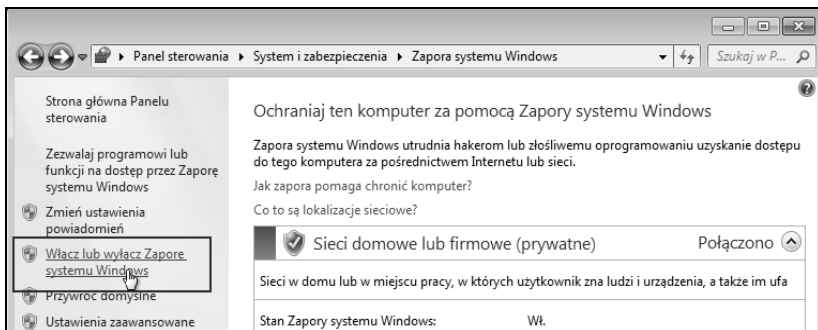 Panel sterowania ▸ System i zabezpieczenia ▸ Zapora systemu Windows
Szukaj w P...
Strona główna Panelu
sterowania
Zezwalaj programowi lub
funkcji na dostęp przez Zaporę
systemu Windows
Zmień ustawienia
powiadomień
Włącz lub wyłącz Zaporę
systemu Windows
Przywróć domyślne
Ustawienia zaawansowane
Ochraniaj ten komputer za pomocą Zapory systemu Windows
Zapora systemu Windows utrudnia hakerom lub złośliwemu oprogramowaniu uzyskanie dostępu
do tego komputera za pośrednictwem Internetu lub sieci.
Jak zapora pomaga chronić komputer?
Co to są lokalizacje sieciowe?
Sieci domowe lub firmowe (prywatne) Połączono
Sieci w domu lub w miejscu pracy, w których użytkownik zna ludzi i urządzenia, a także im ufa
Stan Zapory systemu Windows: Wł.